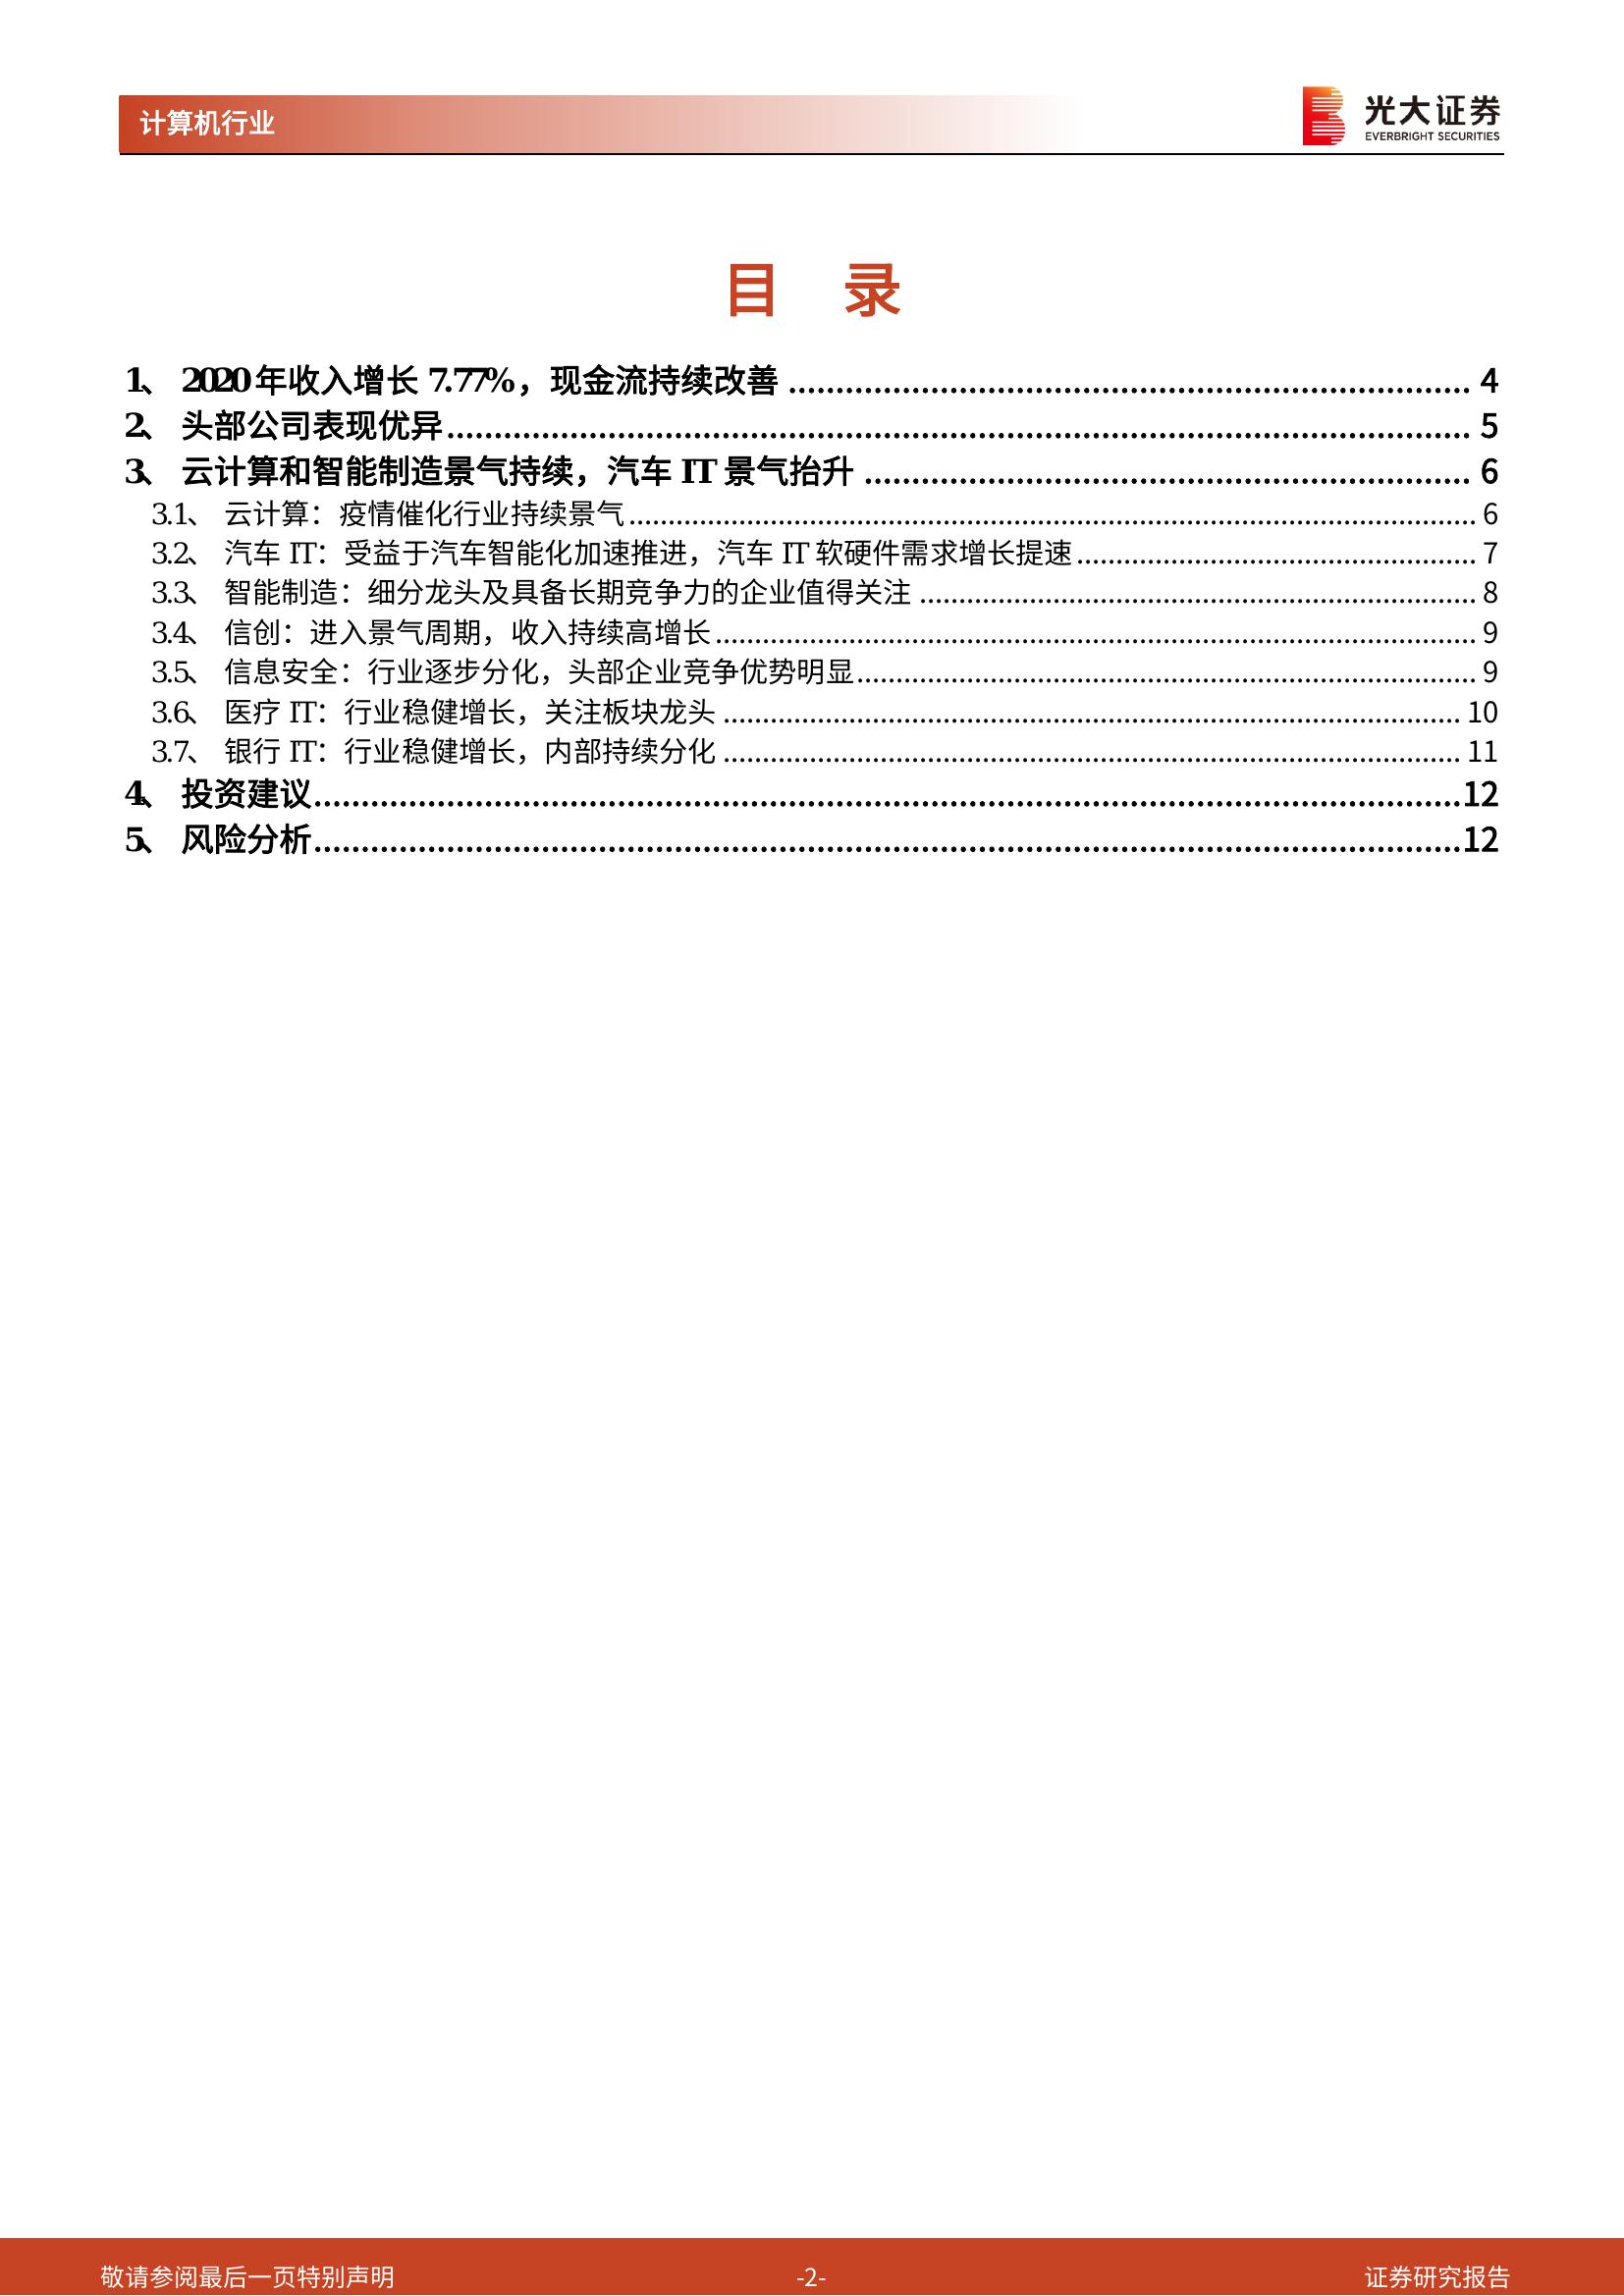 计算机行业
光大证券
EVERBRIGHT SECURITIES
目 录
1、 2020 年收入增长 7.77%，现金流持续改善 4
2、 头部公司表现优异 5
3、 云计算和智能制造景气持续，汽车 IT 景气抬升 6
3.1、 云计算：疫情催化行业持续景气 6
3.2、 汽车 IT：受益于汽车智能化加速推进，汽车 IT 软硬件需求增长提速 7
3.3、 智能制造：细分龙头及具备长期竞争力的企业值得关注 8
3.4、 信创：进入景气周期，收入持续高增长 9
3.5、 信息安全：行业逐步分化，头部企业竞争优势明显 9
3.6、 医疗 IT：行业稳健增长，关注板块龙头 10
3.7、 银行 IT：行业稳健增长，内部持续分化 11
4、 投资建议 12
5、 风险分析 12
敬请参阅最后一页特别声明 -2- 证券研究报告